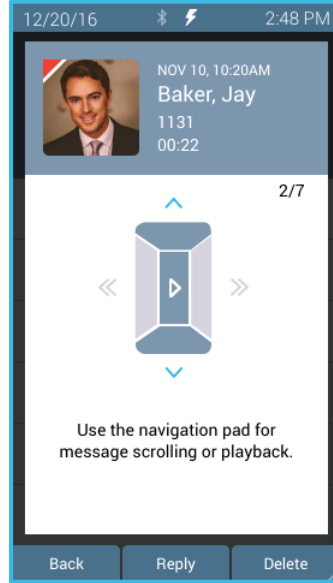 12/20/16 2:48 PM
NOV 10, 10:20AM
Baker, Jay
1131
00:22
2/7
Use the navigation pad for
message scrolling or playback.
Back Reply Delete